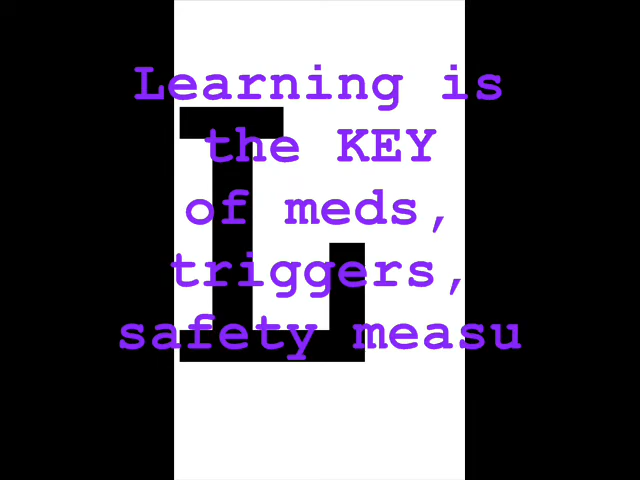 Learning is
the KEY
of meds,
triggers,
safety measu
L